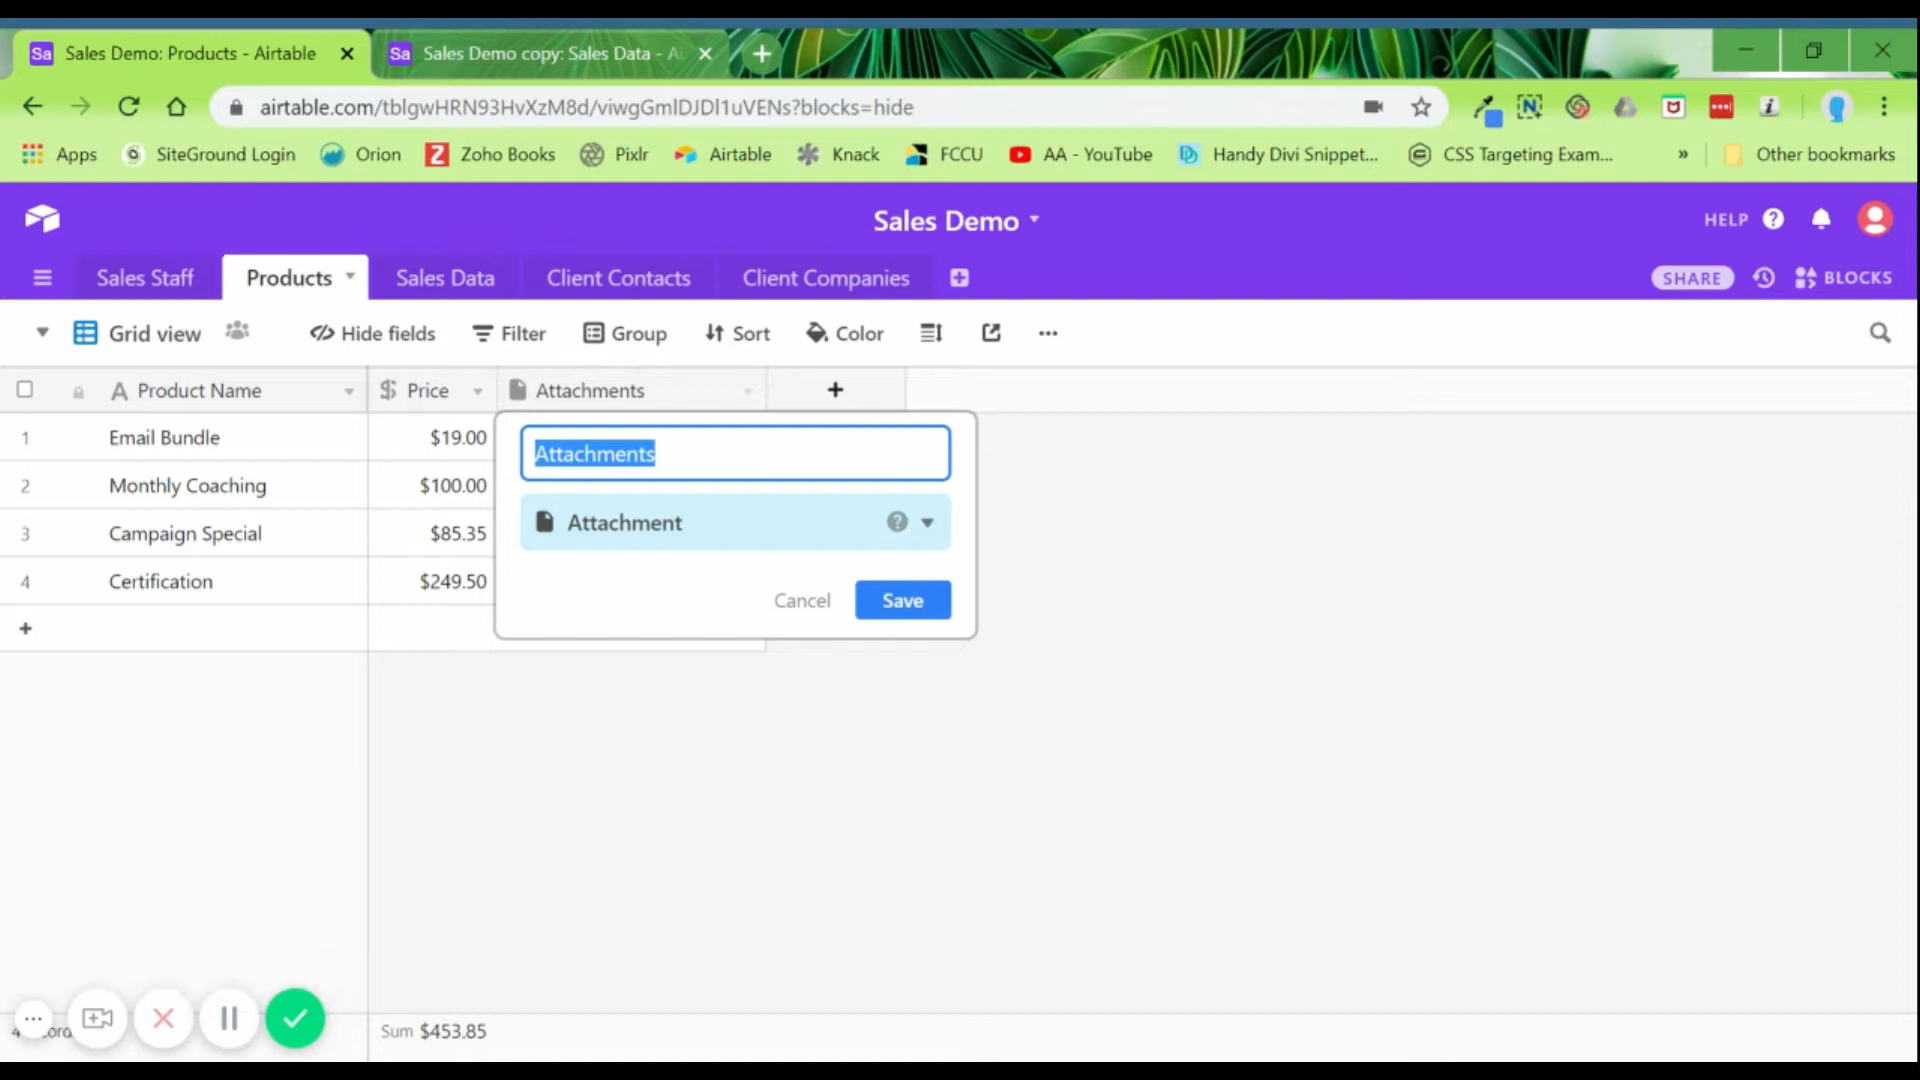 Sa Sales Demo: Products - Airtable
Sa Sales Demo copy: Sales Data - Ai
airtable.com/tblgwHRN93HvXzM8d/viwgGmlDJDl1uVENs?blocks=hide
Apps SiteGround Login Orion Zoho Books Pixlr Airtable Knack FCCU AA - YouTube Handy Divi Snippet... CSS Targeting Exam... » Other bookmarks
Sales Demo
HELP
Sales Staff Products Sales Data Client Contacts Client Companies
SHARE BLOCKS
Grid view Hide fields Filter Group Sort Color
Product Name Price Attachments
1 Email Bundle $19.00
2 Monthly Coaching $100.00
3 Campaign Special $85.35
4 Certification $249.50
Attachments
Attachment
Cancel Save
Sum $453.85